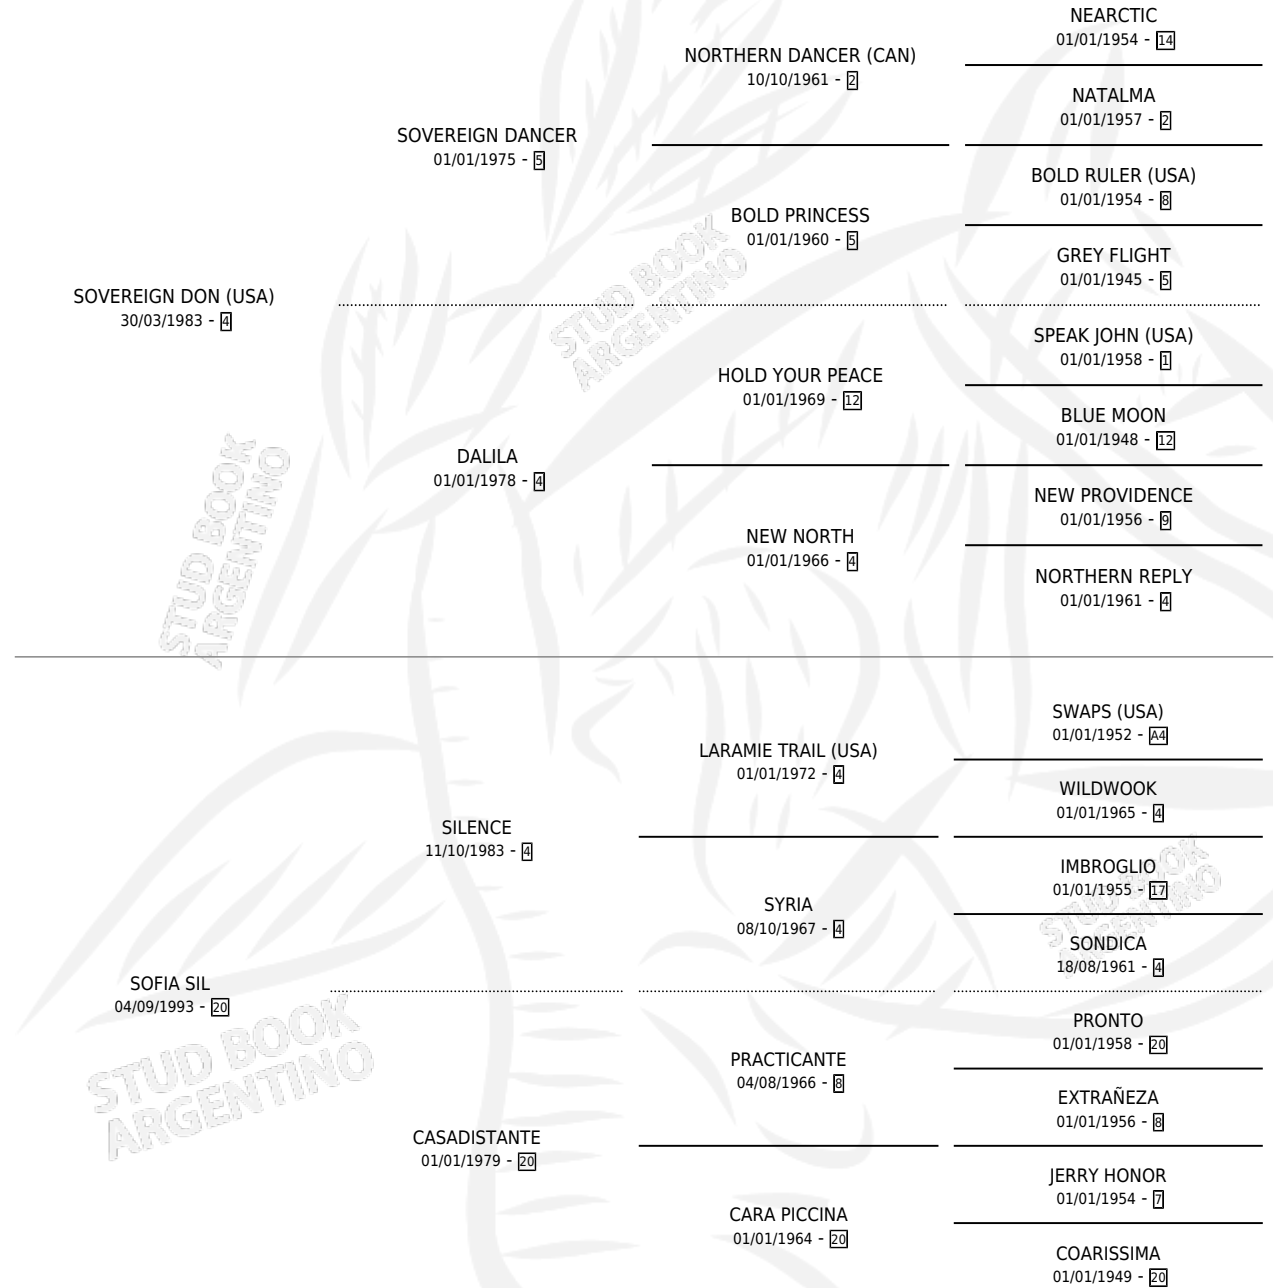 NEARCTIC
01/01/1954 - 14
NORTHERN DANCER (CAN)
10/10/1961 - 2
NATALMA
01/01/1957 - 2
SOVEREIGN DANCER
01/01/1975 - 5
BOLD RULER (USA)
01/01/1954 - 8
BOLD PRINCESS
01/01/1960 - 5
GREY FLIGHT
01/01/1945 - 5
SOVEREIGN DON (USA)
30/03/1983 - 4
STUD BOOK
ARGENTINO
SPEAK JOHN (USA)
01/01/1958 - 1
HOLD YOUR PEACE
01/01/1969 - 12
BLUE MOON
01/01/1948 - 12
DALILA
01/01/1978 - 4
NEW PROVIDENCE
01/01/1956 - 9
NEW NORTH
01/01/1966 - 4
NORTHERN REPLY
01/01/1961 - 4
STUD BOOK
ARGENTINO
SWAPS (USA)
01/01/1952 - A4
LARAMIE TRAIL (USA)
01/01/1972 - 4
WILDWOOK
01/01/1965 - 4
SILENCE
11/10/1983 - 4
IMBROGLIO
01/01/1955 - 17
SYRIA
08/10/1967 - 4
SONDICA
18/08/1961 - 4
STUD BOOK
ARGENTINO
SOFIA SIL
04/09/1993 - 20
PRONTO
01/01/1958 - 20
PRACTICANTE
04/08/1966 - 8
EXTRAÑEZA
01/01/1956 - 8
STUD BOOK
ARGENTINO
CASADISTANTE
01/01/1979 - 20
JERRY HONOR
01/01/1954 - 7
CARA PICCINA
01/01/1964 - 20
COARISSIMA
01/01/1949 - 20